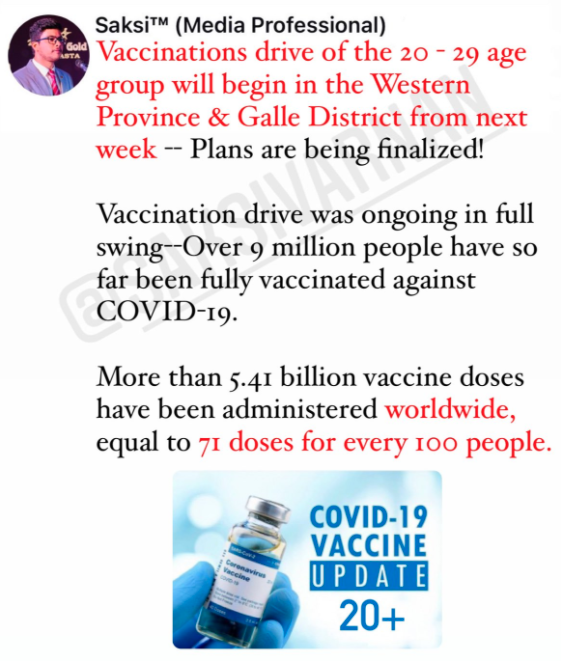 Saksi™ (Media Professional)
Vaccinations drive of the 20 - 29 age
group will begin in the Western
Province & Galle District from next
week -- Plans are being finalized!
Vaccination drive was ongoing in full
swing--Over 9 million people have so
far been fully vaccinated against
COVID-19.
More than 5.41 billion vaccine doses
have been administered worldwide,
equal to 71 doses for every 100 people.
@SAKSIVARNAN
Gold
Coronavirus
Vaccine
COVID-19
VACCINE
UPDATE
20+